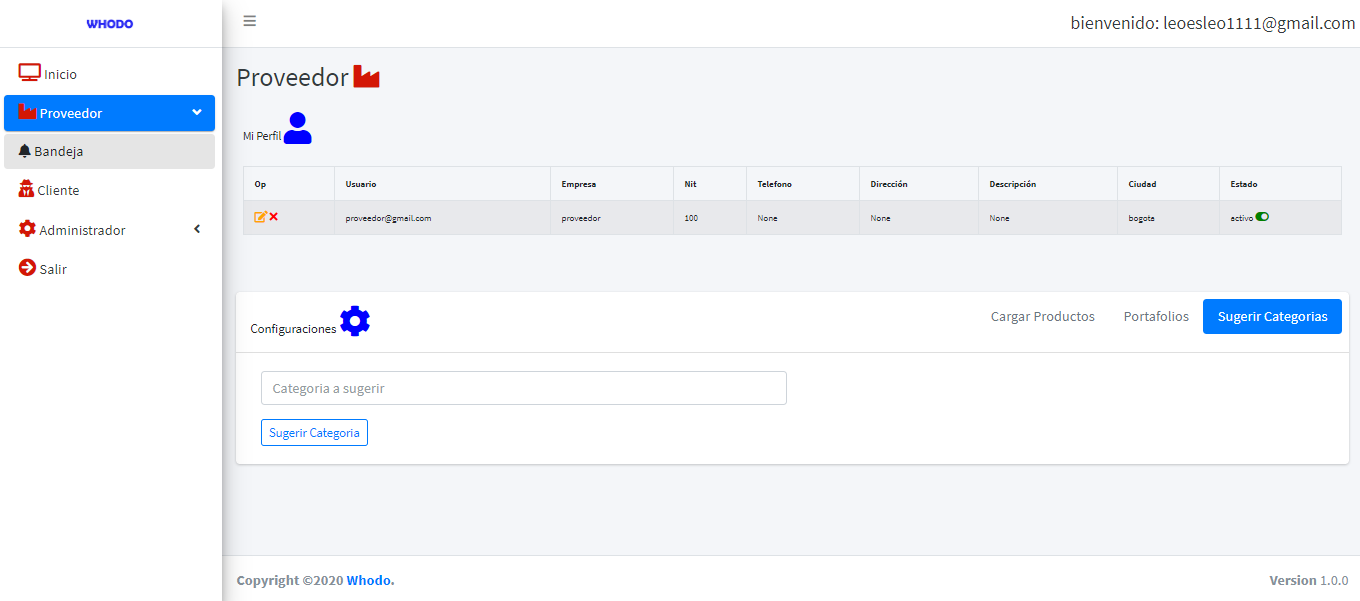 WHODO
bienvenido: leoesleo1111@gmail.com
Inicio
Proveedor
Bandeja
Cliente
Administrador
Salir
Proveedor
Mi Perfil
Op Usuario Empresa Nit Telefono Dirección Descripción Ciudad Estado
proveedor@gmail.com proveedor 100 None None None bogota activo
Configuraciones Cargar Productos Portafolios Sugerir Categorias
Categoria a sugerir
Sugerir Categoria
Copyright ©2020 Whodo. Version 1.0.0